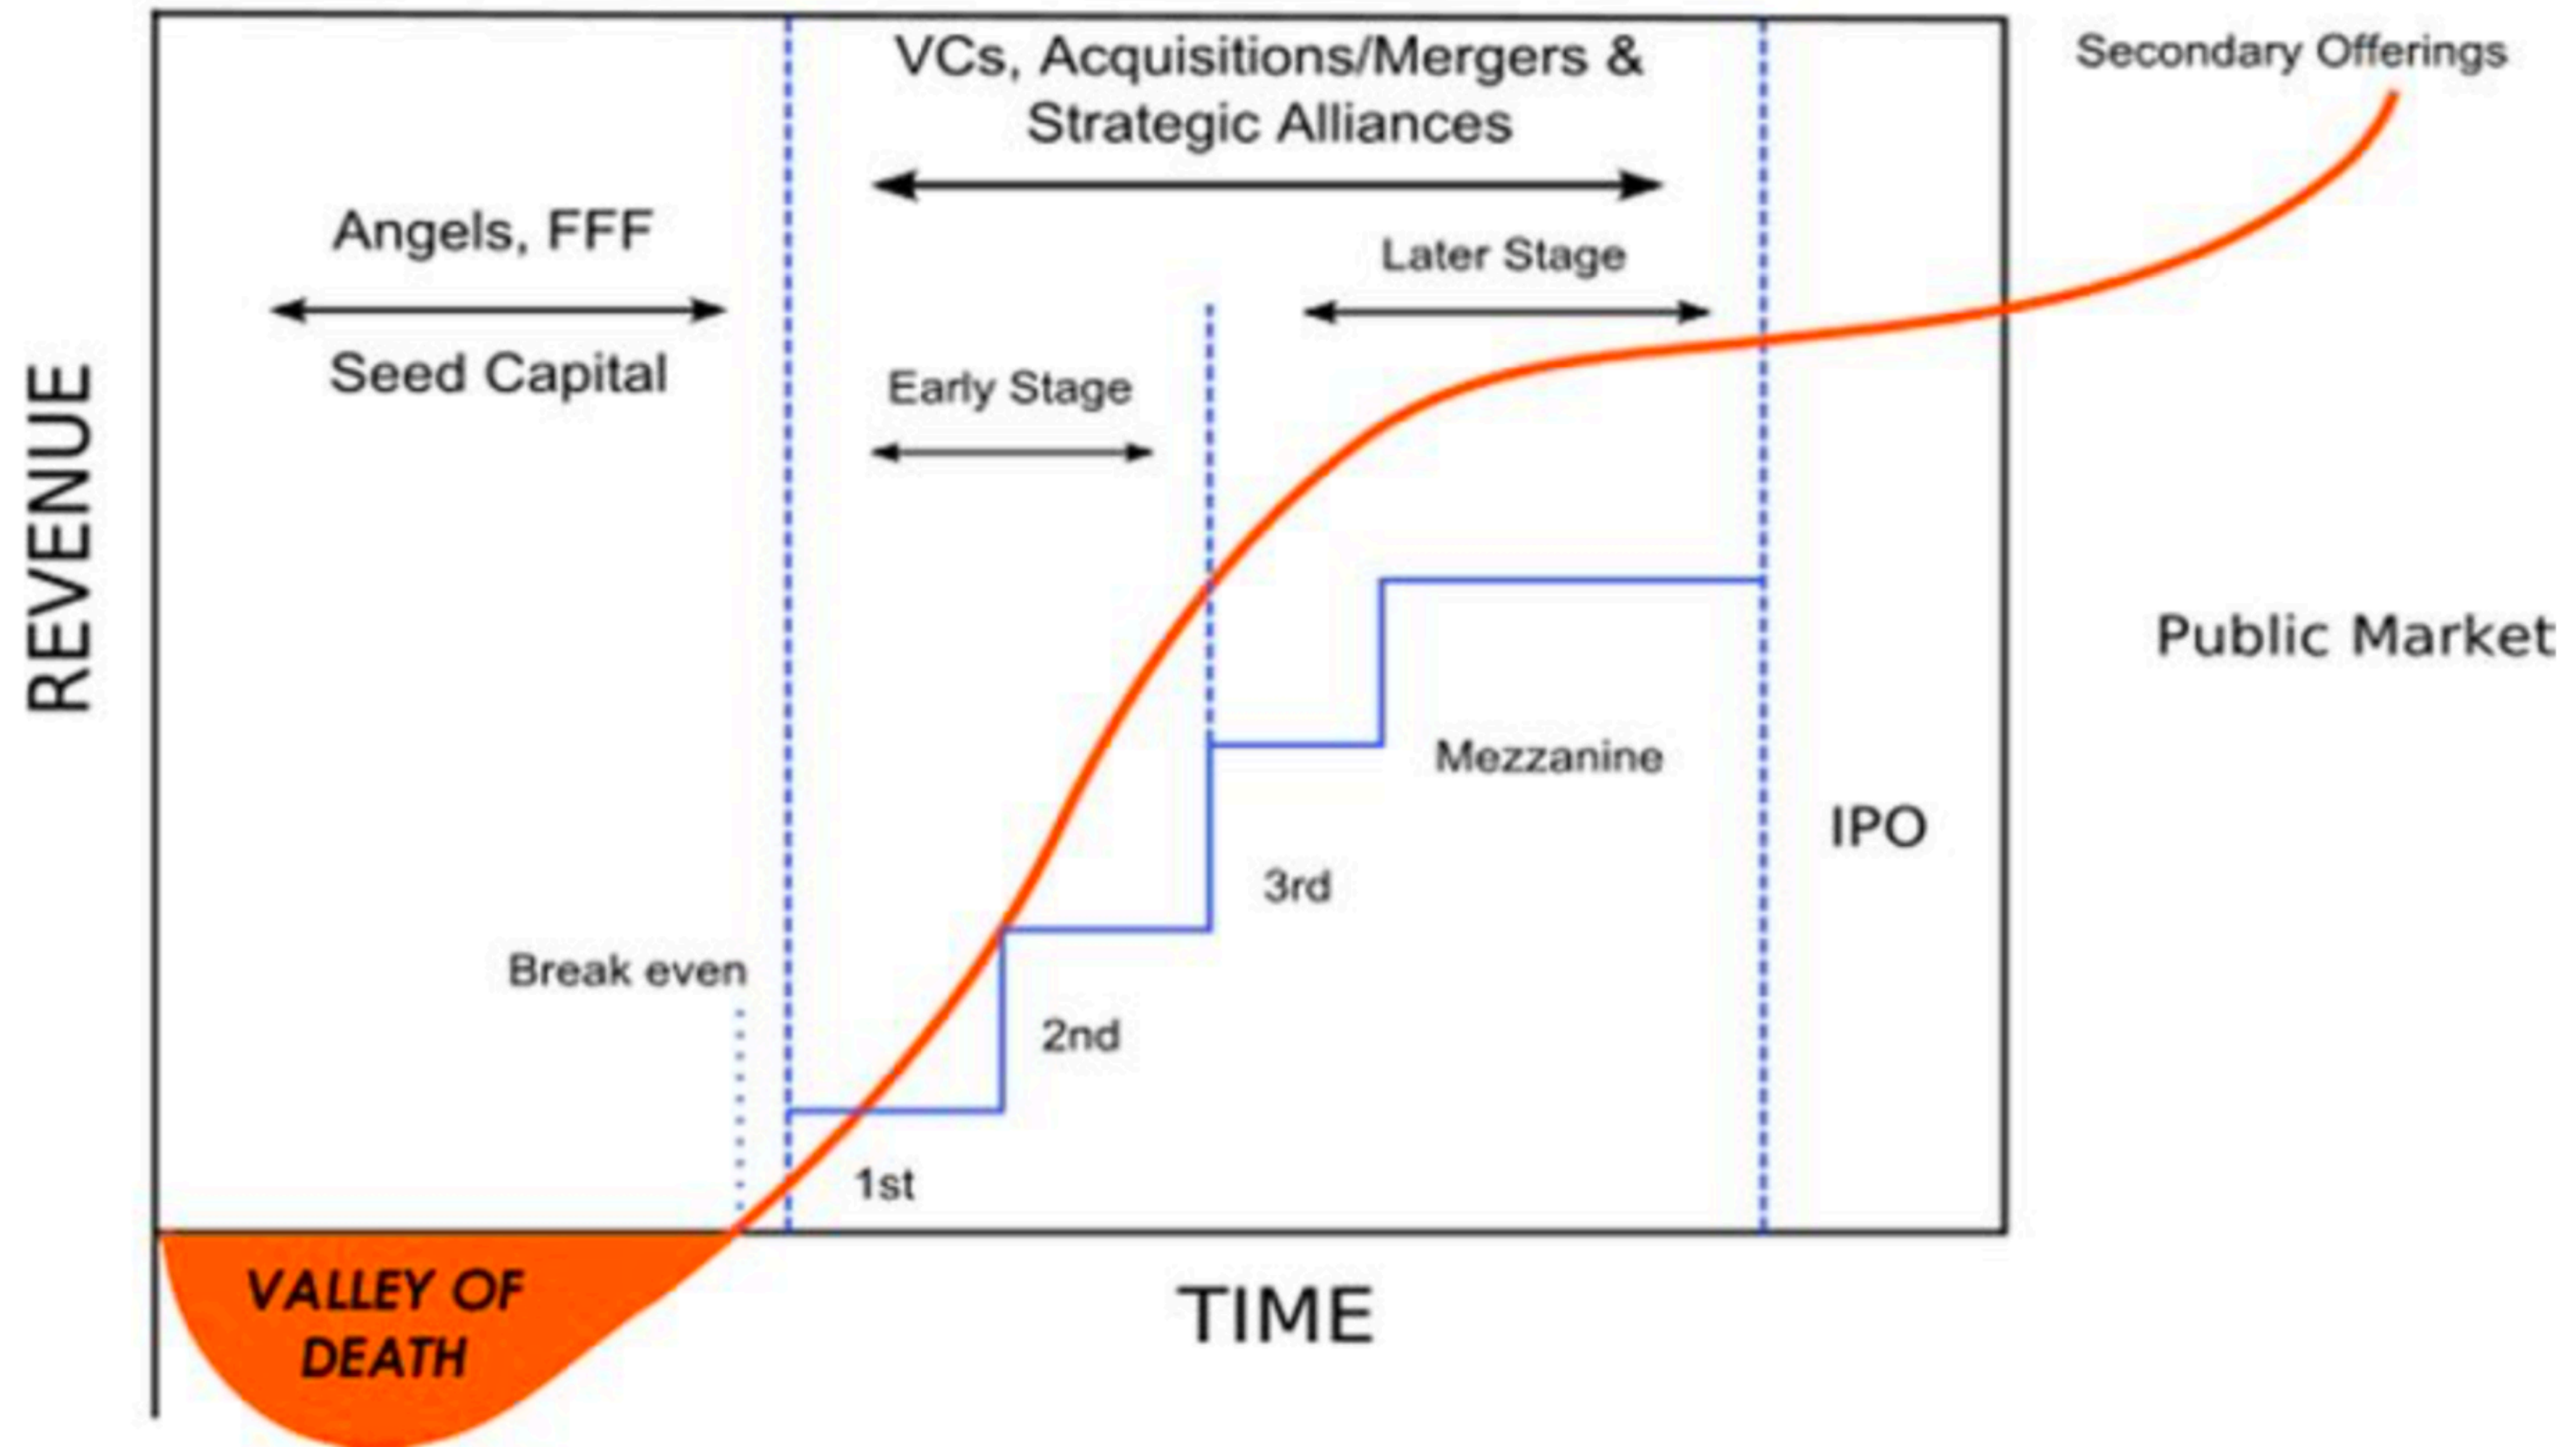 VCs, Acquisitions/Mergers &
Strategic Alliances
Secondary Offerings
Angels, FFF
Seed Capital
Later Stage
Early Stage
REVENUE
Public Market
Mezzanine
IPO
3rd
Break even
2nd
1st
VALLEY OF
DEATH
TIME